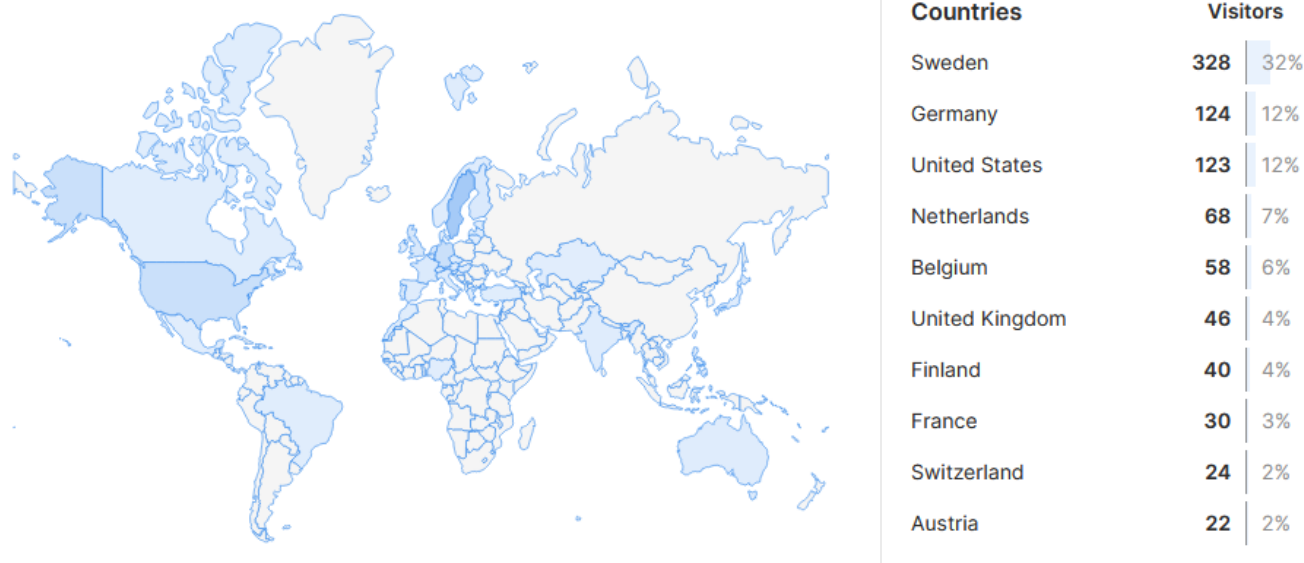 Countries Visitors
Sweden 328 32%
Germany 124 12%
United States 123 12%
Netherlands 68 7%
Belgium 58 6%
United Kingdom 46 4%
Finland 40 4%
France 30 3%
Switzerland 24 2%
Austria 22 2%